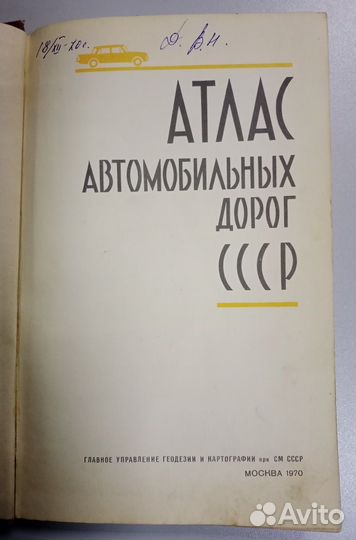 18/XII-70г. Д. В.Н.
АТЛАС
АВТОМОБИЛЬНЫХ
ДОРОГ
СССР
ГЛАВНОЕ УПРАВЛЕНИЕ ГЕОДЕЗИИ И КАРТОГРАФИИ при СМ СССР
МОСКВА 1970
Avito